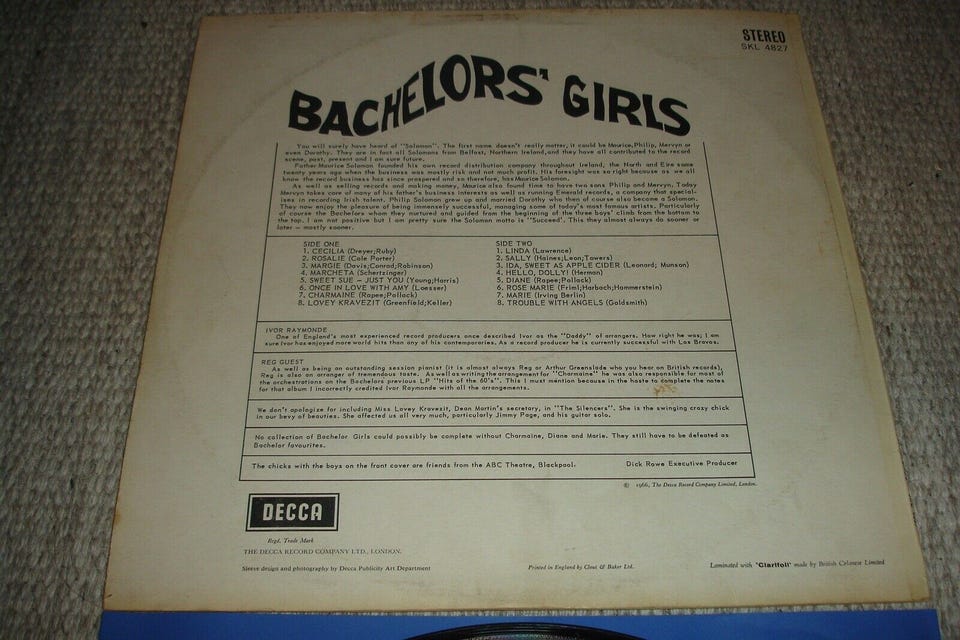 STEREO
SKL 4827
BACHELORS' GIRLS
You will surely have heard of "Solomon". The first name doesn't really matter, it could be Maurice, Philip, Mervyn or
even Dorothy. They are in fact all Solomons from Belfast, Northern Ireland, and they have all contributed to the record
scene, past, present and I am sure future.
Father Maurice Solomon founded his own record distribution company throughout Ireland, the North and Eire some
twenty years ago when the business was mostly risk and not much profit. His foresight was so right because as we all
know the record business has since prospered and so therefore, has Maurice Solomon.
As well as selling records and making money, Maurice also found time to have two sons Philip and Mervyn. Today
Mervyn takes care of many of his father's business interests as well as running Emerald records, a company that special-
ises in recording Irish talent. Philip Solomon grew up and married Dorothy who then of course also became a Solomon.
They now enjoy the pleasure of being immensely successful, managing some of today's most famous artists. Particularly
of course the Bachelors whom they nurtured and guided from the beginning of the three boys' climb from the bottom to
the top. I am not positive but I am pretty sure the Solomon motto is "Succeed". This they almost always do sooner or
later – mostly sooner.
SIDE ONE
1. CECILIA (Dreyer;Ruby)
2. ROSALIE (Cole Porter)
3. MARGIE (Davis;Conrad;Robinson)
4. MARCHETA (Schertzinger)
5. SWEET SUE – JUST YOU (Young;Harris)
6. ONCE IN LOVE WITH AMY (Loesser)
7. CHARMAINE (Rapee;Pollack)
8. LOVEY KRAVEZIT (Greenfield;Keller)
SIDE TWO
1. LINDA (Lawrence)
2. SALLY (Haines;Leon;Towers)
3. IDA, SWEET AS APPLE CIDER (Leonard; Munson)
4. HELLO, DOLLY! (Herman)
5. DIANE (Rapee;Pollack)
6. ROSE MARIE (Friml;Harbach;Hammerstein)
7. MARIE (Irving Berlin)
8. TROUBLE WITH ANGELS (Goldsmith)
IVOR RAYMONDE
One of England's most experienced record producers once described Ivor as the "Daddy" of arrangers. How right he was; I am
sure Ivor has enjoyed more world hits than any of his contemporaries. As a record producer he is currently successful with Los Bravos.
REG GUEST
As well as being an outstanding session pianist (it is almost always Reg or Arthur Greenslade who you hear on British records),
Reg is also an arranger of tremendous taste. As well as writing the arrangement for "Charmaine" he was also responsible for most of
the orchestrations on the Bachelors previous LP "Hits of the 60's". This I must mention because in the haste to complete the notes
for that album I incorrectly credited Ivor Raymonde with all the arrangements.
We don't apologize for including Miss Lovey Kravezit, Dean Martin's secretary, in "The Silencers". She is the swinging crazy chick
in our bevy of beauties. She affected us all very much, particularly Jimmy Page, and his guitar solo.
No collection of Bachelor Girls could possibly be complete without Charmaine, Diane and Marie. They still have to be defeated as
Bachelor favourites.
The chicks with the boys on the front cover are friends from the ABC Theatre, Blackpool.
Dick Rowe Executive Producer
℗ 1966, The Decca Record Company Limited, London.
DECCA
Regd. Trade Mark
THE DECCA RECORD COMPANY LTD., LONDON.
Sleeve design and photography by Decca Publicity Art Department
Printed in England by Clout & Baker Ltd.
Laminated with 'Clarifoil' made by British Celanese Limited